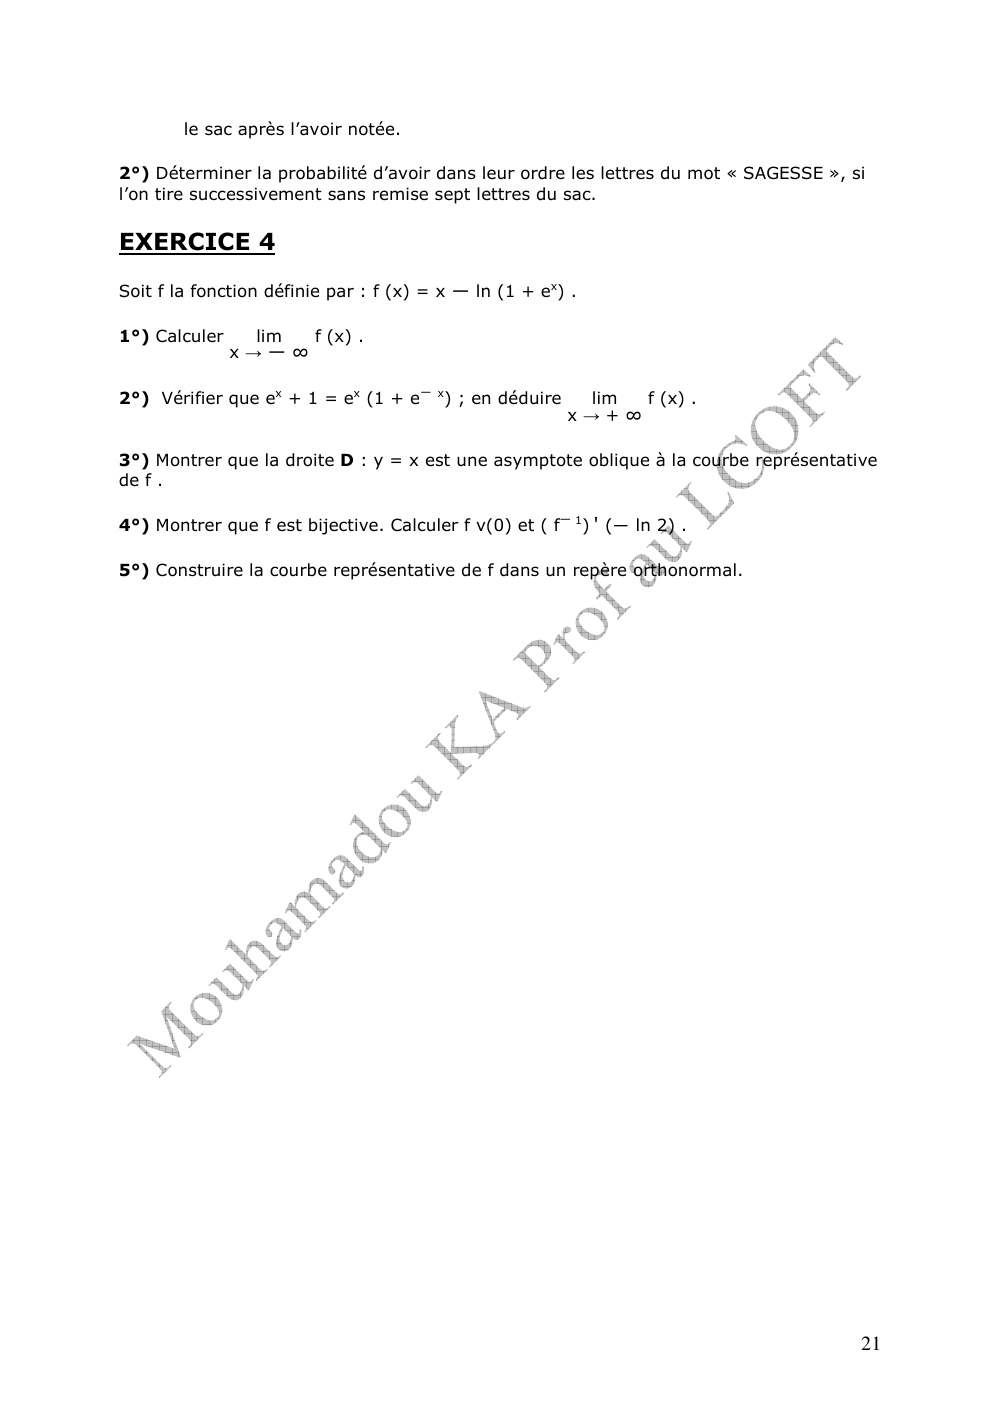 le sac après l’avoir notée.
2°) Déterminer la probabilité d’avoir dans leur ordre les lettres du mot « SAGESSE », si
l’on tire successivement sans remise sept lettres du sac.
EXERCICE 4
Soit f la fonction définie par : f (x) = x — ln (1 + eˣ) .
1°) Calculer lim f (x) .
x → — ∞
2°) Vérifier que eˣ + 1 = eˣ (1 + e⁻ ˣ) ; en déduire lim f (x) .
x → + ∞
3°) Montrer que la droite D : y = x est une asymptote oblique à la courbe représentative
de f .
4°) Montrer que f est bijective. Calculer f v(0) et ( f⁻ ¹) ' (— ln 2) .
5°) Construire la courbe représentative de f dans un repère orthonormal.
Mouhamadou KA Prof au LCOFT
21